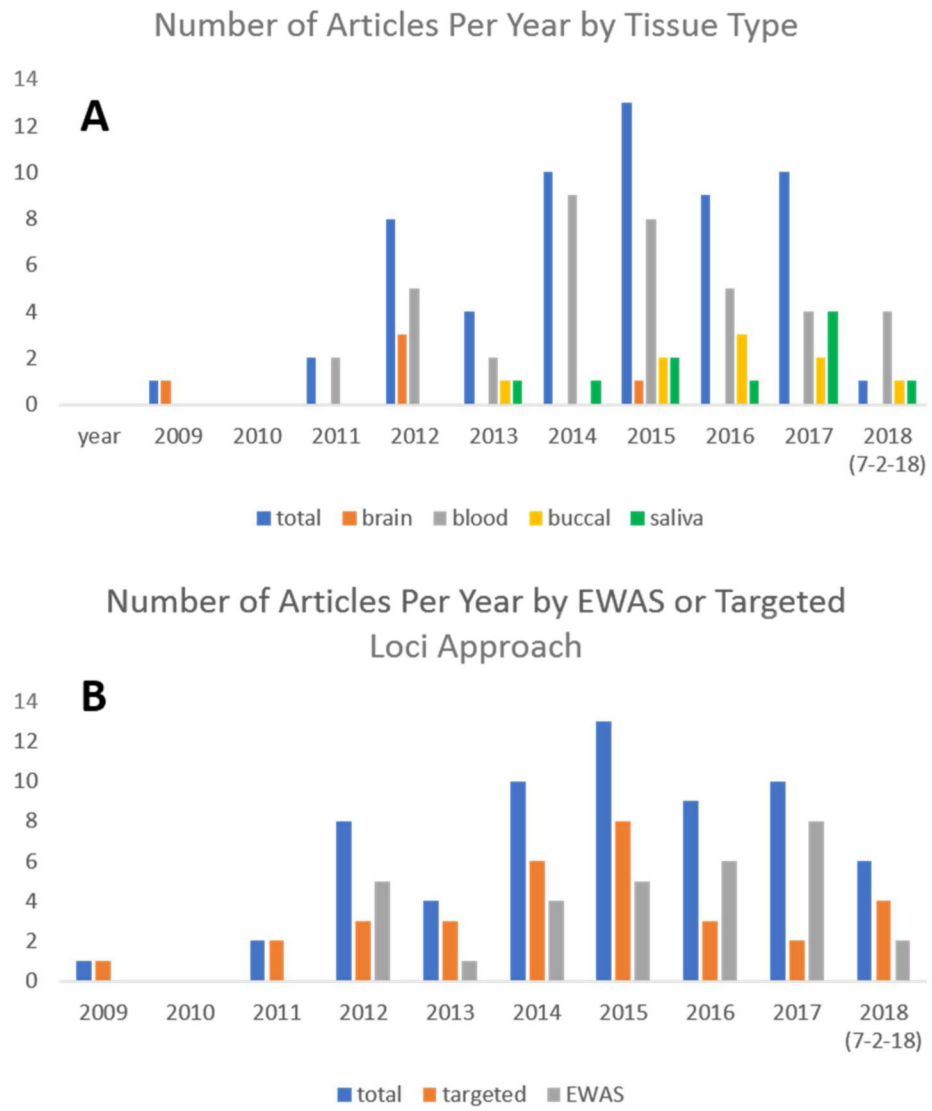 Number of Articles Per Year by Tissue Type
A
14
12
10
8
6
4
2
0
year 2009 2010 2011 2012 2013 2014 2015 2016 2017 2018
(7-2-18)
total brain blood buccal saliva
Number of Articles Per Year by EWAS or Targeted
Loci Approach
B
14
12
10
8
6
4
2
0
2009 2010 2011 2012 2013 2014 2015 2016 2017 2018
(7-2-18)
total targeted EWAS